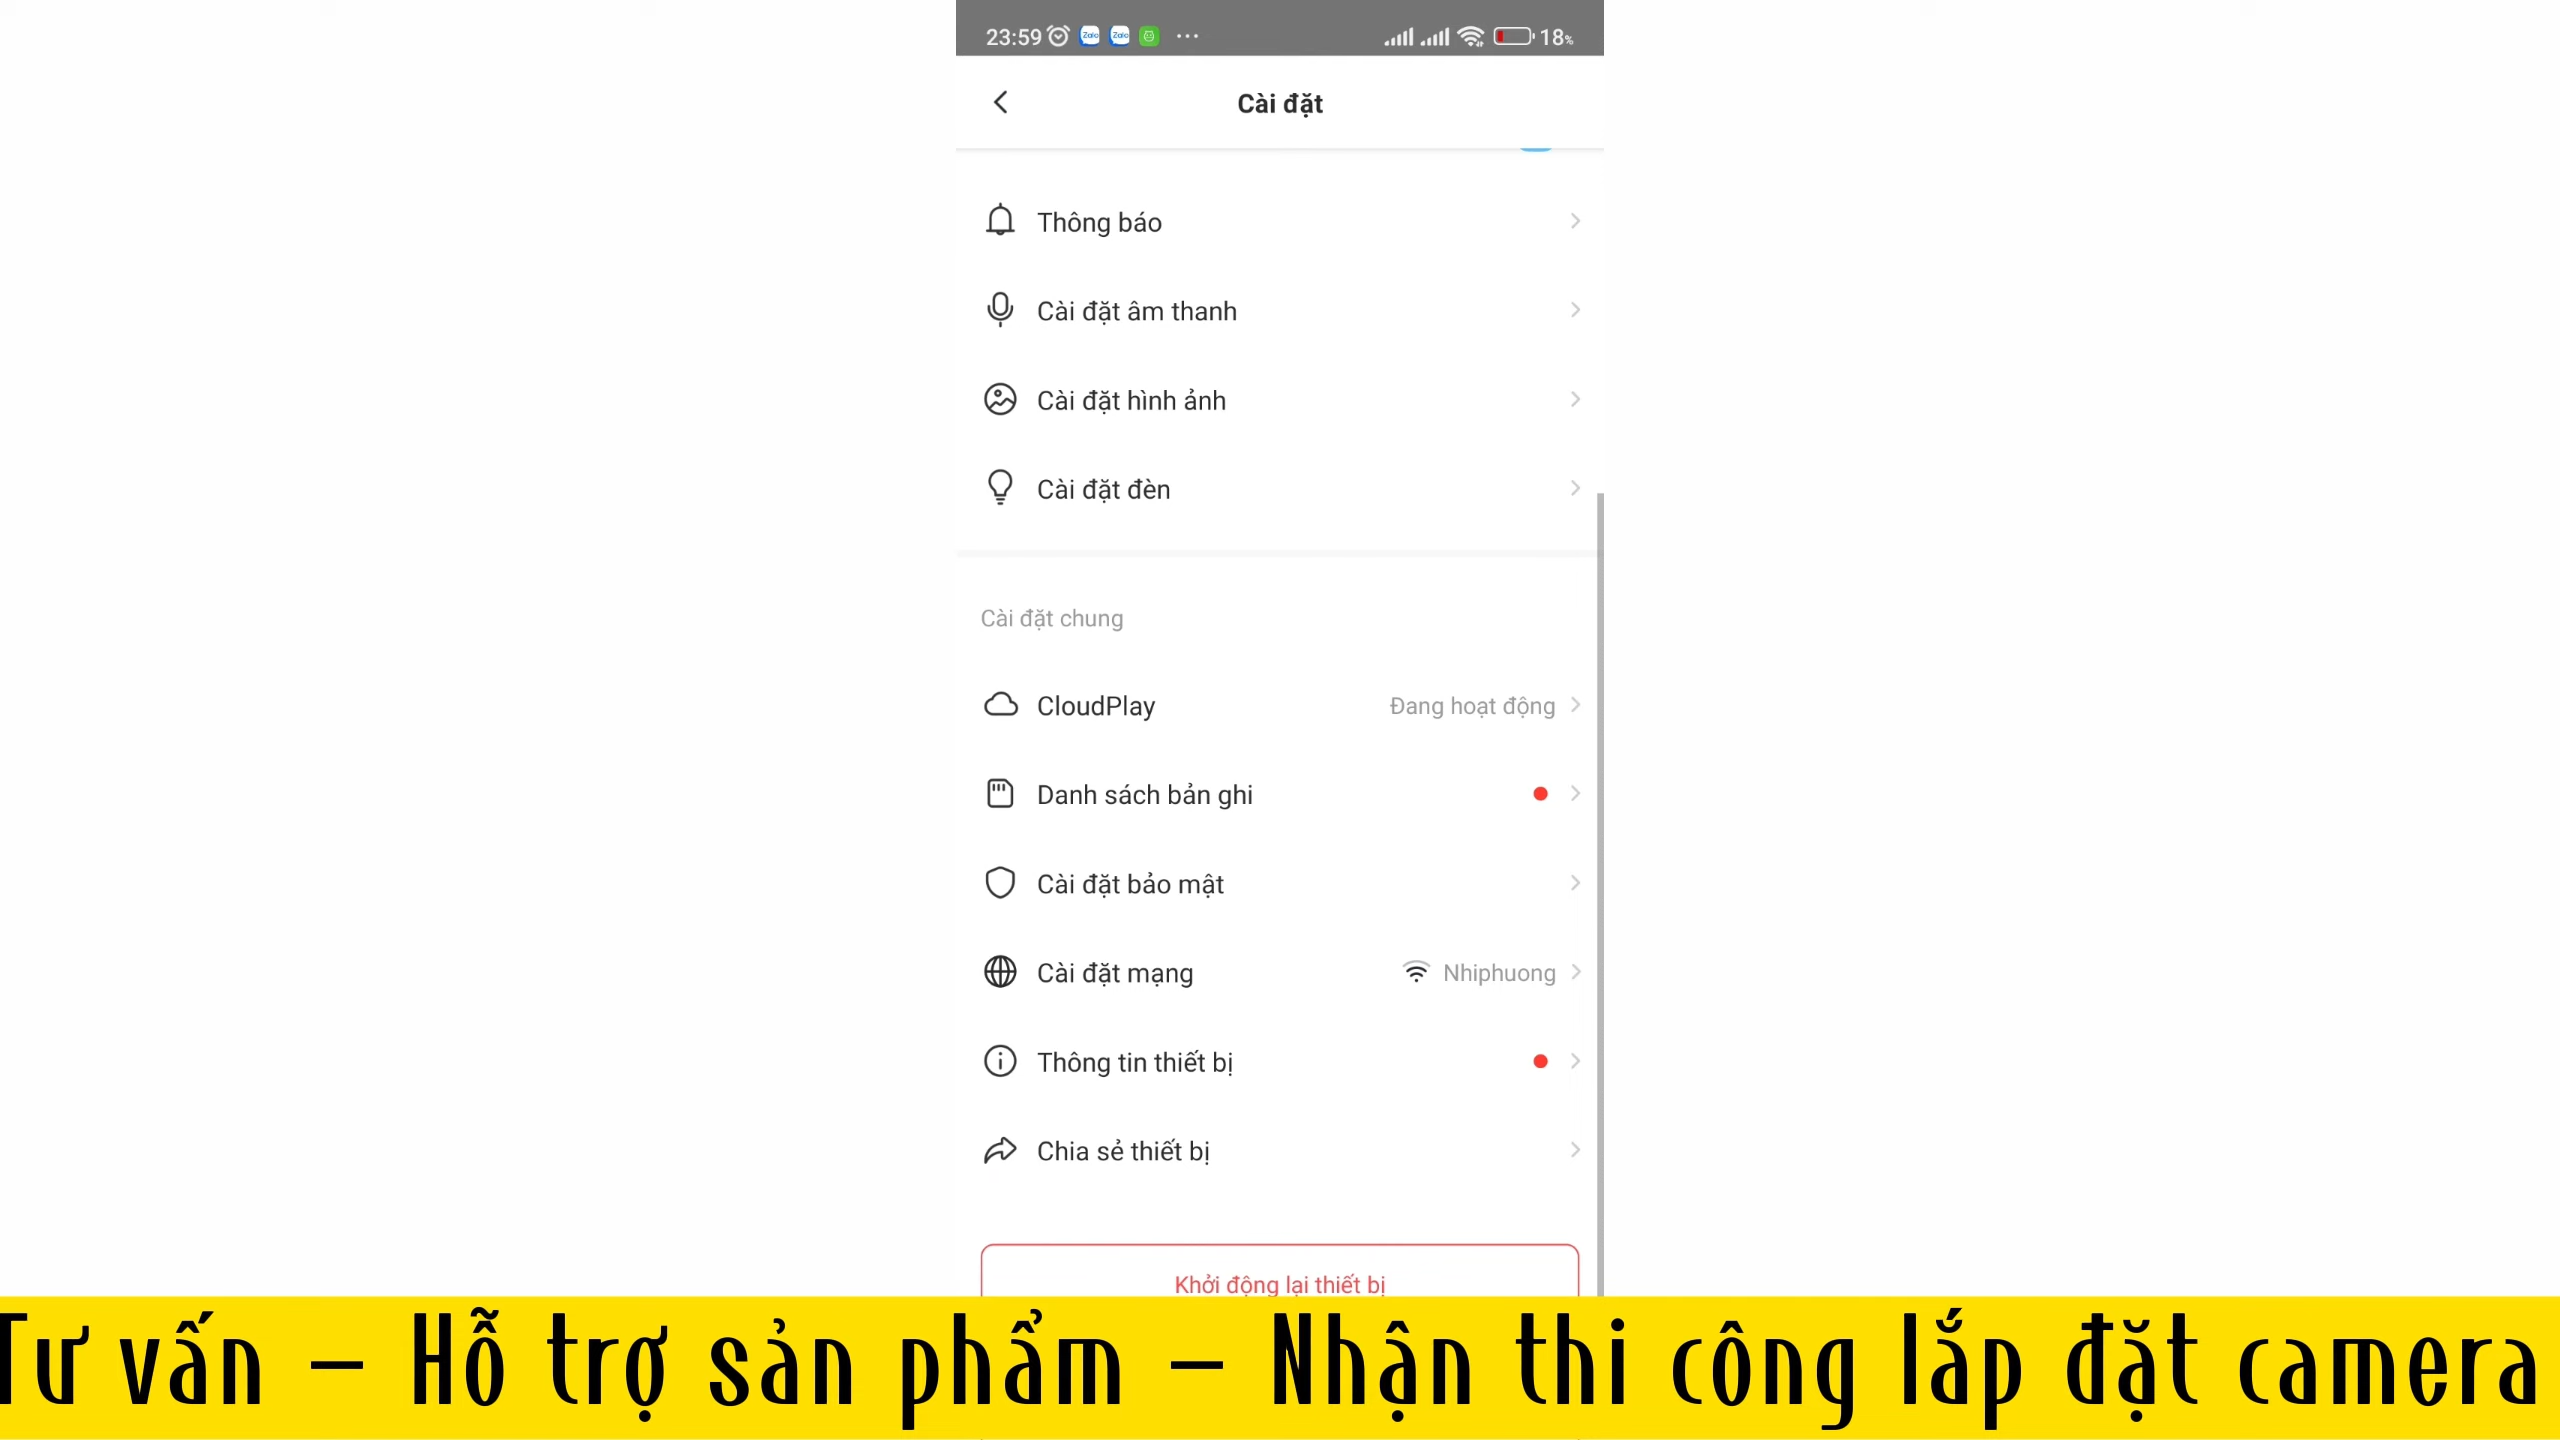 23:59 Zalo Zalo ... 18%
Cài đặt
Thông báo
Cài đặt âm thanh
Cài đặt hình ảnh
Cài đặt đèn
Cài đặt chung
CloudPlay Đang hoạt động
Danh sách bản ghi
Cài đặt bảo mật
Cài đặt mạng Nhiphuong
Thông tin thiết bị
Chia sẻ thiết bị
Khởi động lại thiết bị
Tư vấn - Hỗ trợ sản phẩm - Nhận thi công lắp đặt camera